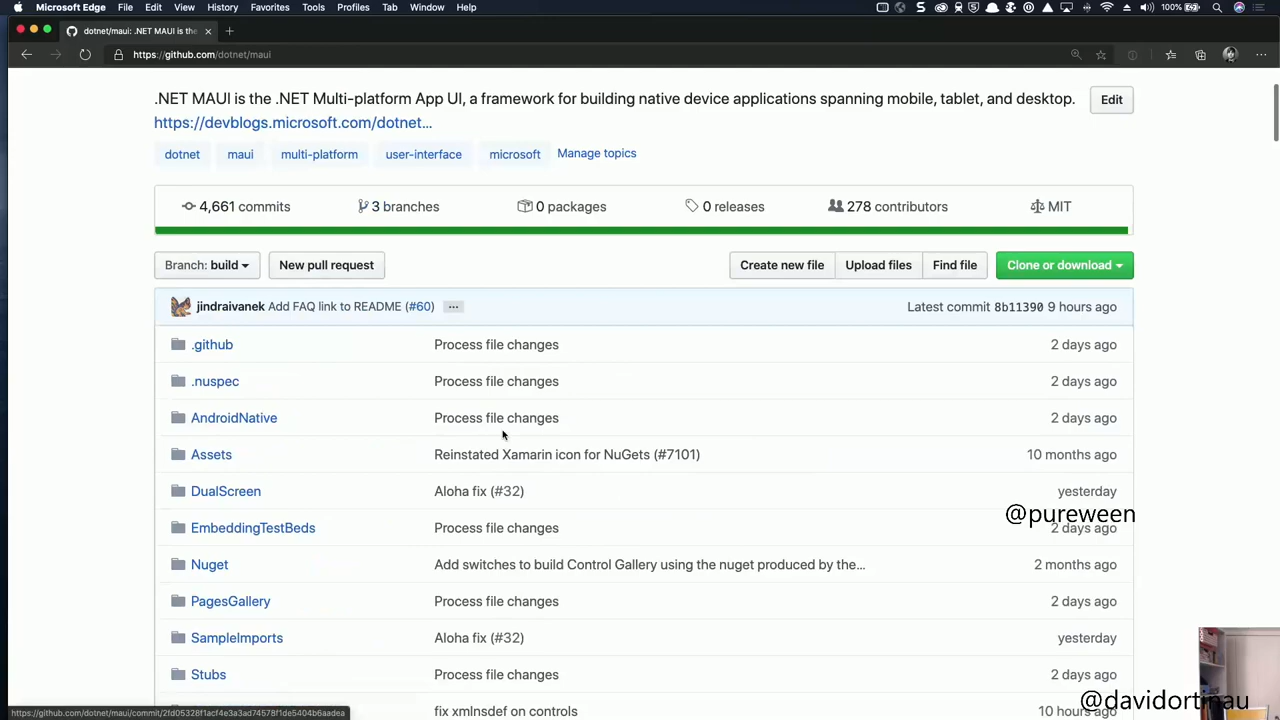 Microsoft Edge File Edit View History Favorites Tools Profiles Tab Window Help 100%
dotnet/maui: .NET MAUI is the
https://github.com/dotnet/maui
.NET MAUI is the .NET Multi-platform App UI, a framework for building native device applications spanning mobile, tablet, and desktop. Edit
https://devblogs.microsoft.com/dotnet...
dotnet maui multi-platform user-interface microsoft Manage topics
4,661 commits 3 branches 0 packages 0 releases 278 contributors MIT
Branch: build New pull request Create new file Upload files Find file Clone or download
jindraivanek Add FAQ link to README (#60) ... Latest commit 8b11390 9 hours ago
.github Process file changes 2 days ago
.nuspec Process file changes 2 days ago
AndroidNative Process file changes 2 days ago
Assets Reinstated Xamarin icon for NuGets (#7101) 10 months ago
DualScreen Aloha fix (#32) yesterday
@pureween
EmbeddingTestBeds Process file changes 2 days ago
Nuget Add switches to build Control Gallery using the nuget produced by the... 2 months ago
PagesGallery Process file changes 2 days ago
SampleImports Aloha fix (#32) yesterday
Stubs Process file changes 2 days ago
@davidortinau
fix xmlnsdef on controls 10 hours ago